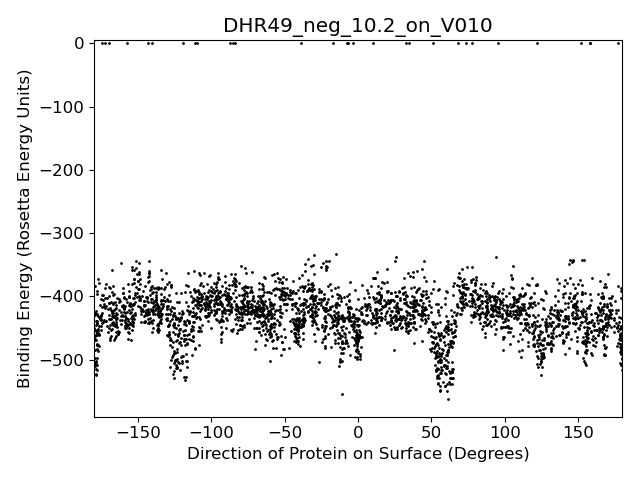 DHR49_neg_10.2_on_V010
0
−100
−200
−300
−400
−500
Binding Energy (Rosetta Energy Units)
−150 −100 −50 0 50 100 150
Direction of Protein on Surface (Degrees)